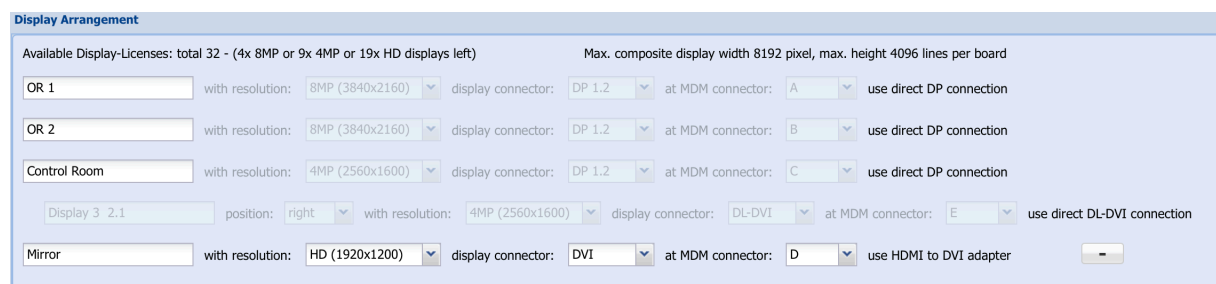 Display Arrangement
Available Display-Licenses: total 32 - (4x 8MP or 9x 4MP or 19x HD displays left) Max. composite display width 8192 pixel, max. height 4096 lines per board
OR 1 with resolution: 8MP (3840x2160) display connector: DP 1.2 at MDM connector: A use direct DP connection
OR 2 with resolution: 8MP (3840x2160) display connector: DP 1.2 at MDM connector: B use direct DP connection
Control Room with resolution: 4MP (2560x1600) display connector: DP 1.2 at MDM connector: C use direct DP connection
Display 3 2.1 position: right with resolution: 4MP (2560x1600) display connector: DL-DVI at MDM connector: E use direct DL-DVI connection
Mirror with resolution: HD (1920x1200) display connector: DVI at MDM connector: D use HDMI to DVI adapter -